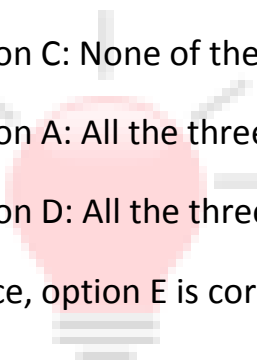 on C: None of the
on A: All the three
on D: All the three
ce, option E is cor